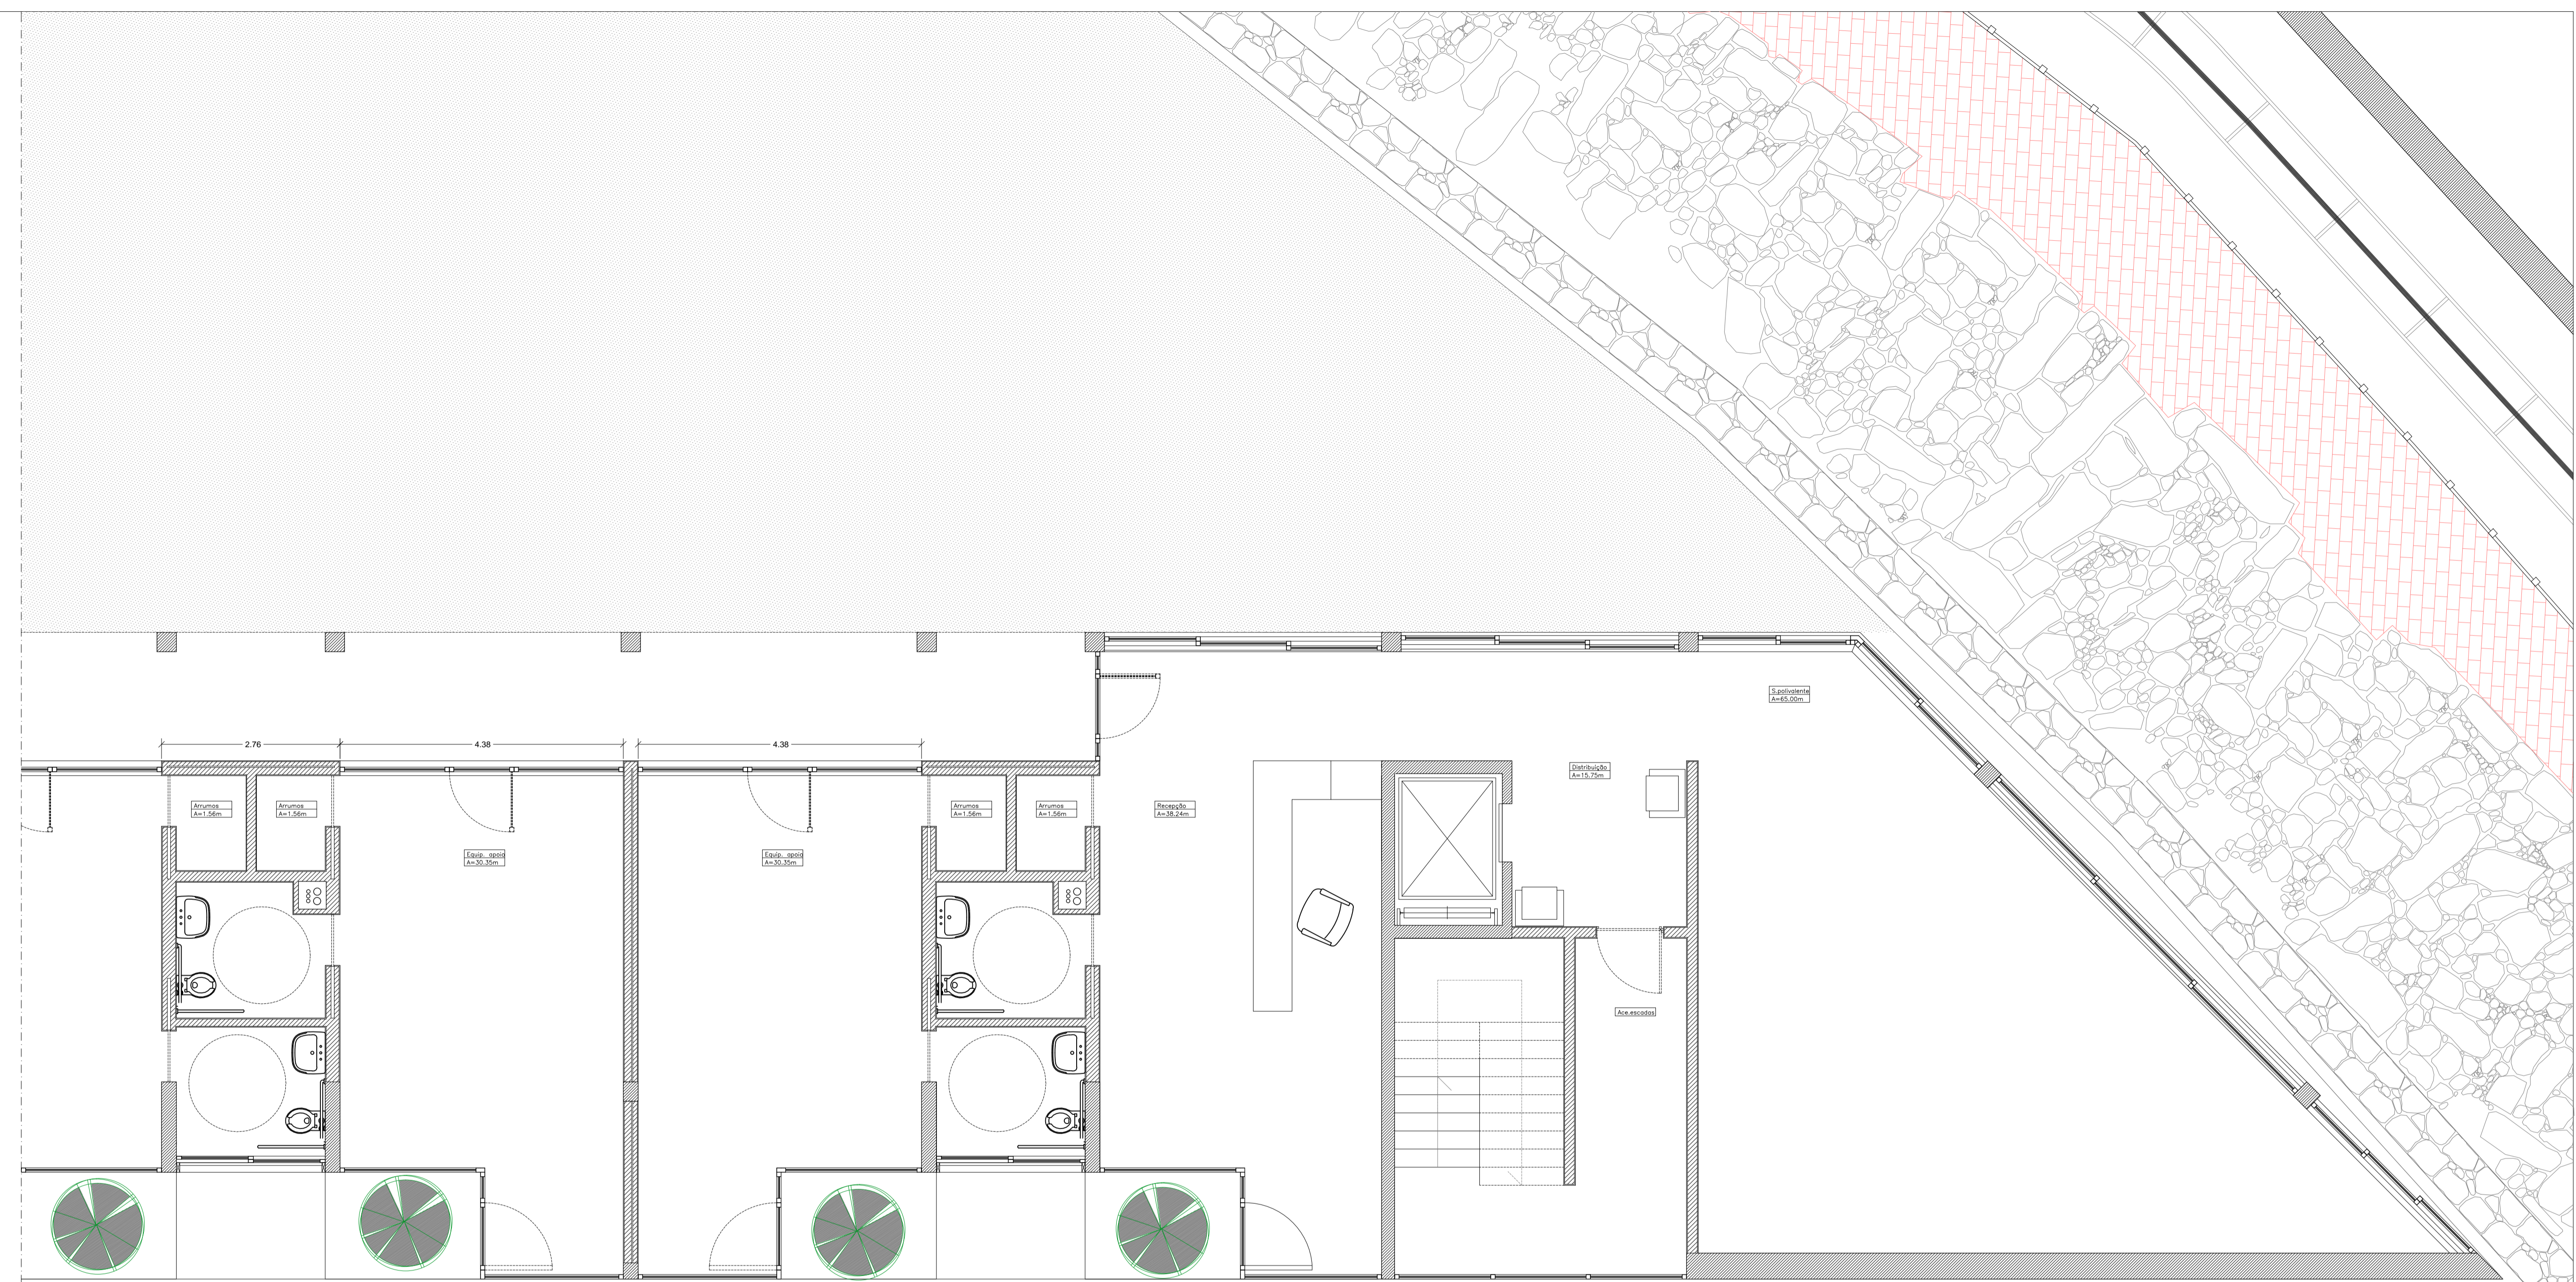 S.polivalente
A=65.00m
2.76
4.38
4.38
Distribuição
A=15.75m
Arrumos
A=1.56m
Arrumos
A=1.56m
Arrumos
A=1.56m
Arrumos
A=1.56m
Recepção
A=38.24m
Equip. apoio
A=30.35m
Equip. apoio
A=30.35m
Ace.escadas